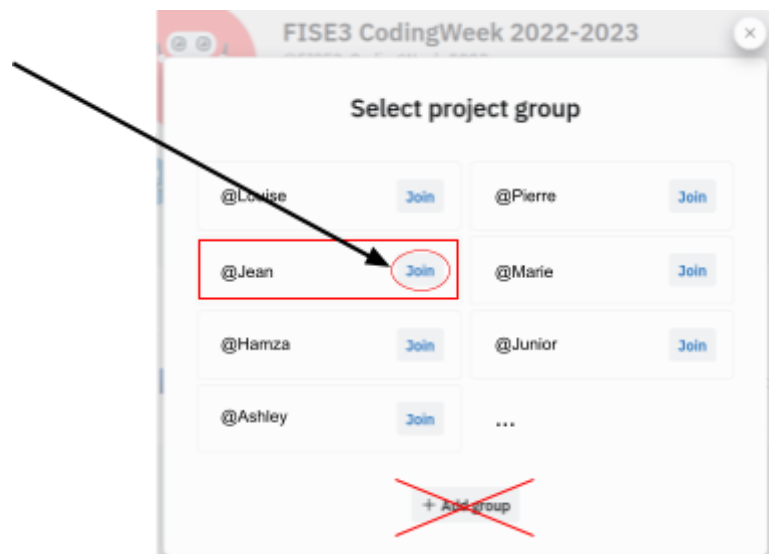 FISE3 CodingWeek 2022-2023
Select project group
@Louise Join @Pierre Join
@Jean Join @Marie Join
@Hamza Join @Junior Join
@Ashley Join ...
+ Add group